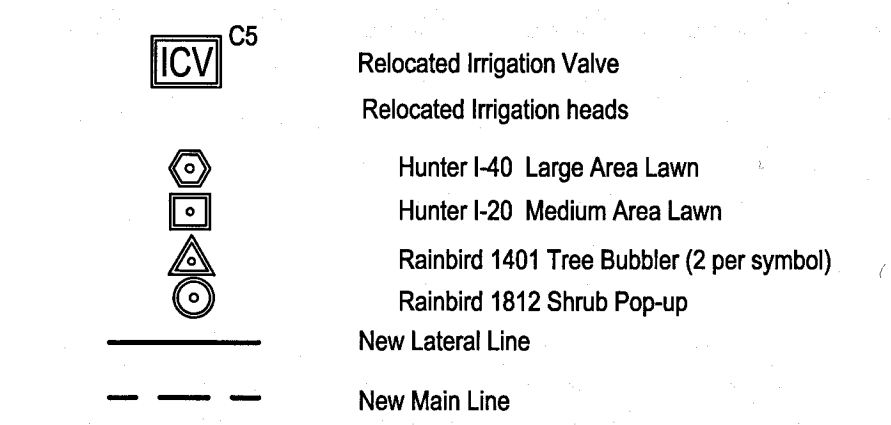 C5
ICV
Relocated Irrigation Valve
Relocated Irrigation heads
Hunter I-40 Large Area Lawn
Hunter I-20 Medium Area Lawn
Rainbird 1401 Tree Bubbler (2 per symbol)
Rainbird 1812 Shrub Pop-up
New Lateral Line
New Main Line